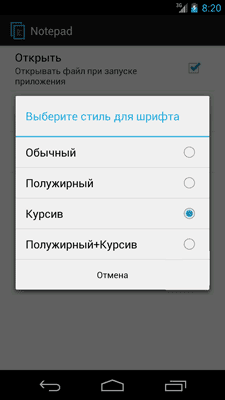 3G 8:20
Notepad
Открыть
Открывать файл при запуске
приложения
Выберите стиль для шрифта
Обычный
Полужирный
Курсив
Полужирный+Курсив
Отмена